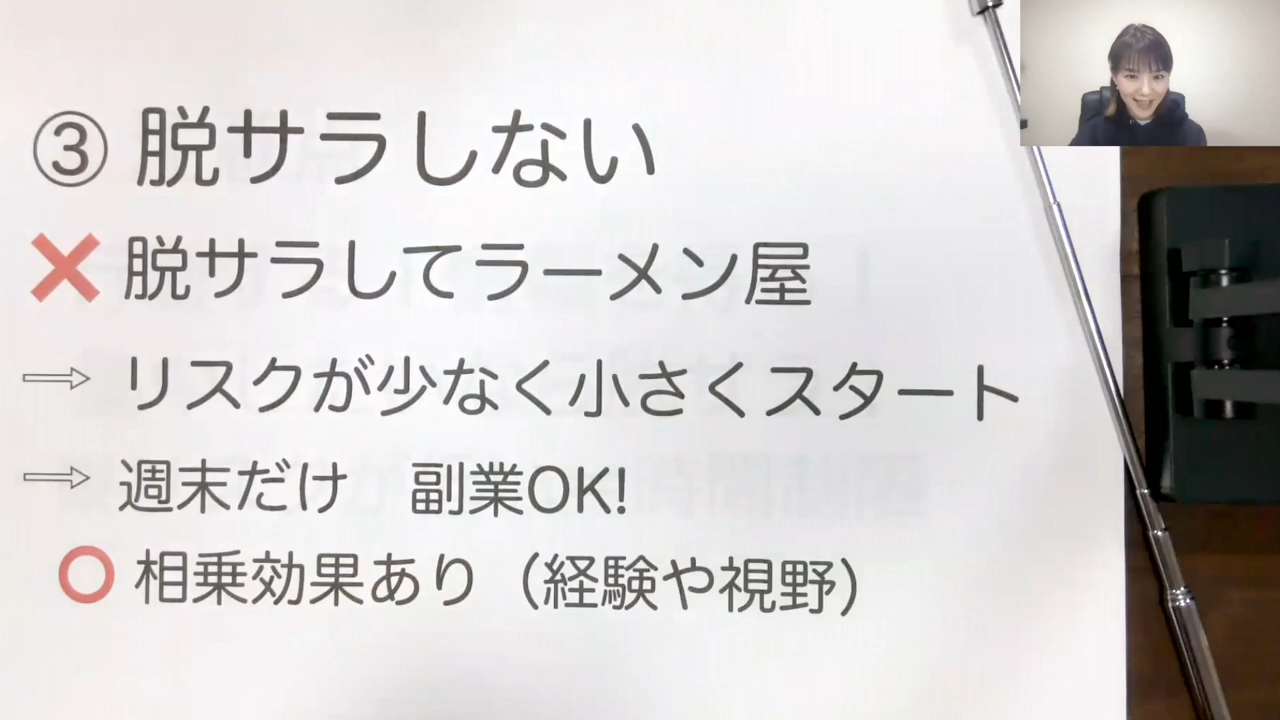 ③ 脱サラしない
❌ 脱サラしてラーメン屋
⇨ リスクが少なく小さくスタート
⇨ 週末だけ 副業OK!
⭕ 相乗効果あり（経験や視野）